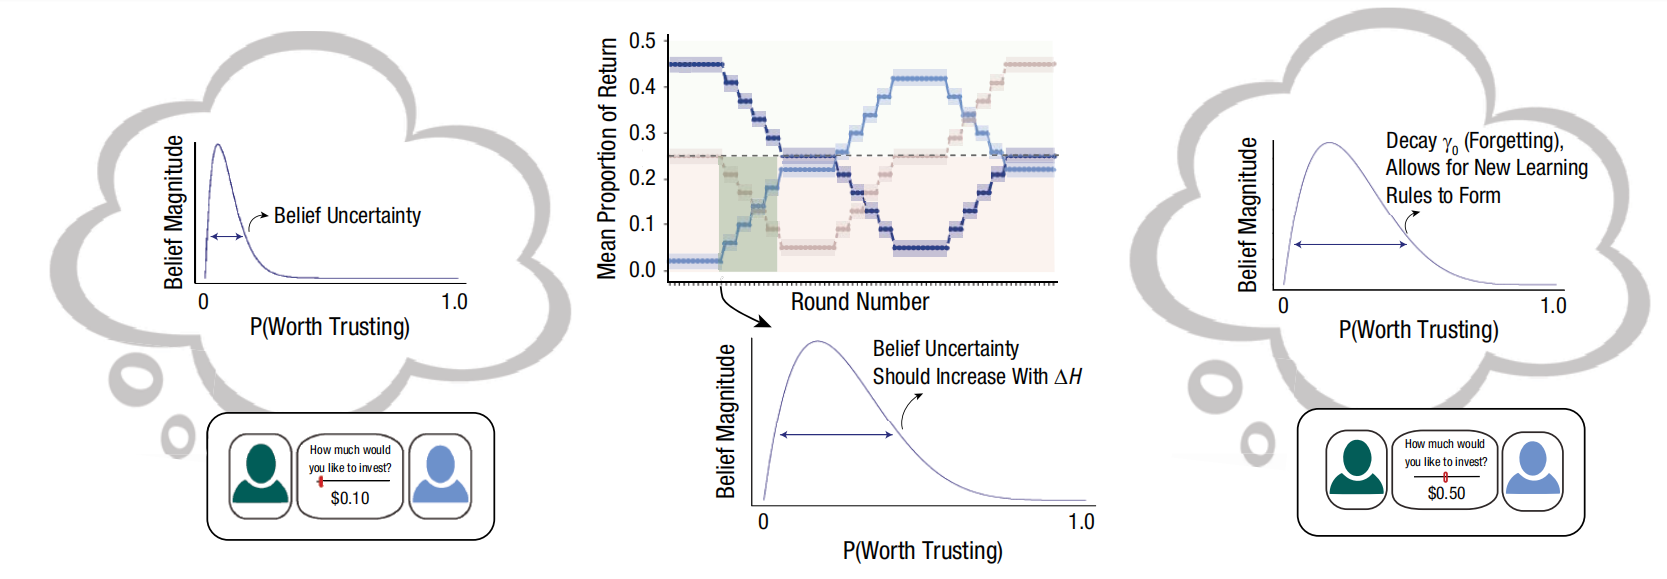 Belief Magnitude
Belief Uncertainty
0
1.0
P(Worth Trusting)
How much would
you like to invest?
$0.10
Mean Proportion of Return
0.5
0.4
0.3
0.2
0.1
0.0
Round Number
Belief Magnitude
Belief Uncertainty
Should Increase With ΔH
0
1.0
P(Worth Trusting)
Belief Magnitude
Decay γ₀ (Forgetting),
Allows for New Learning
Rules to Form
0
1.0
P(Worth Trusting)
How much would
you like to invest?
$0.50